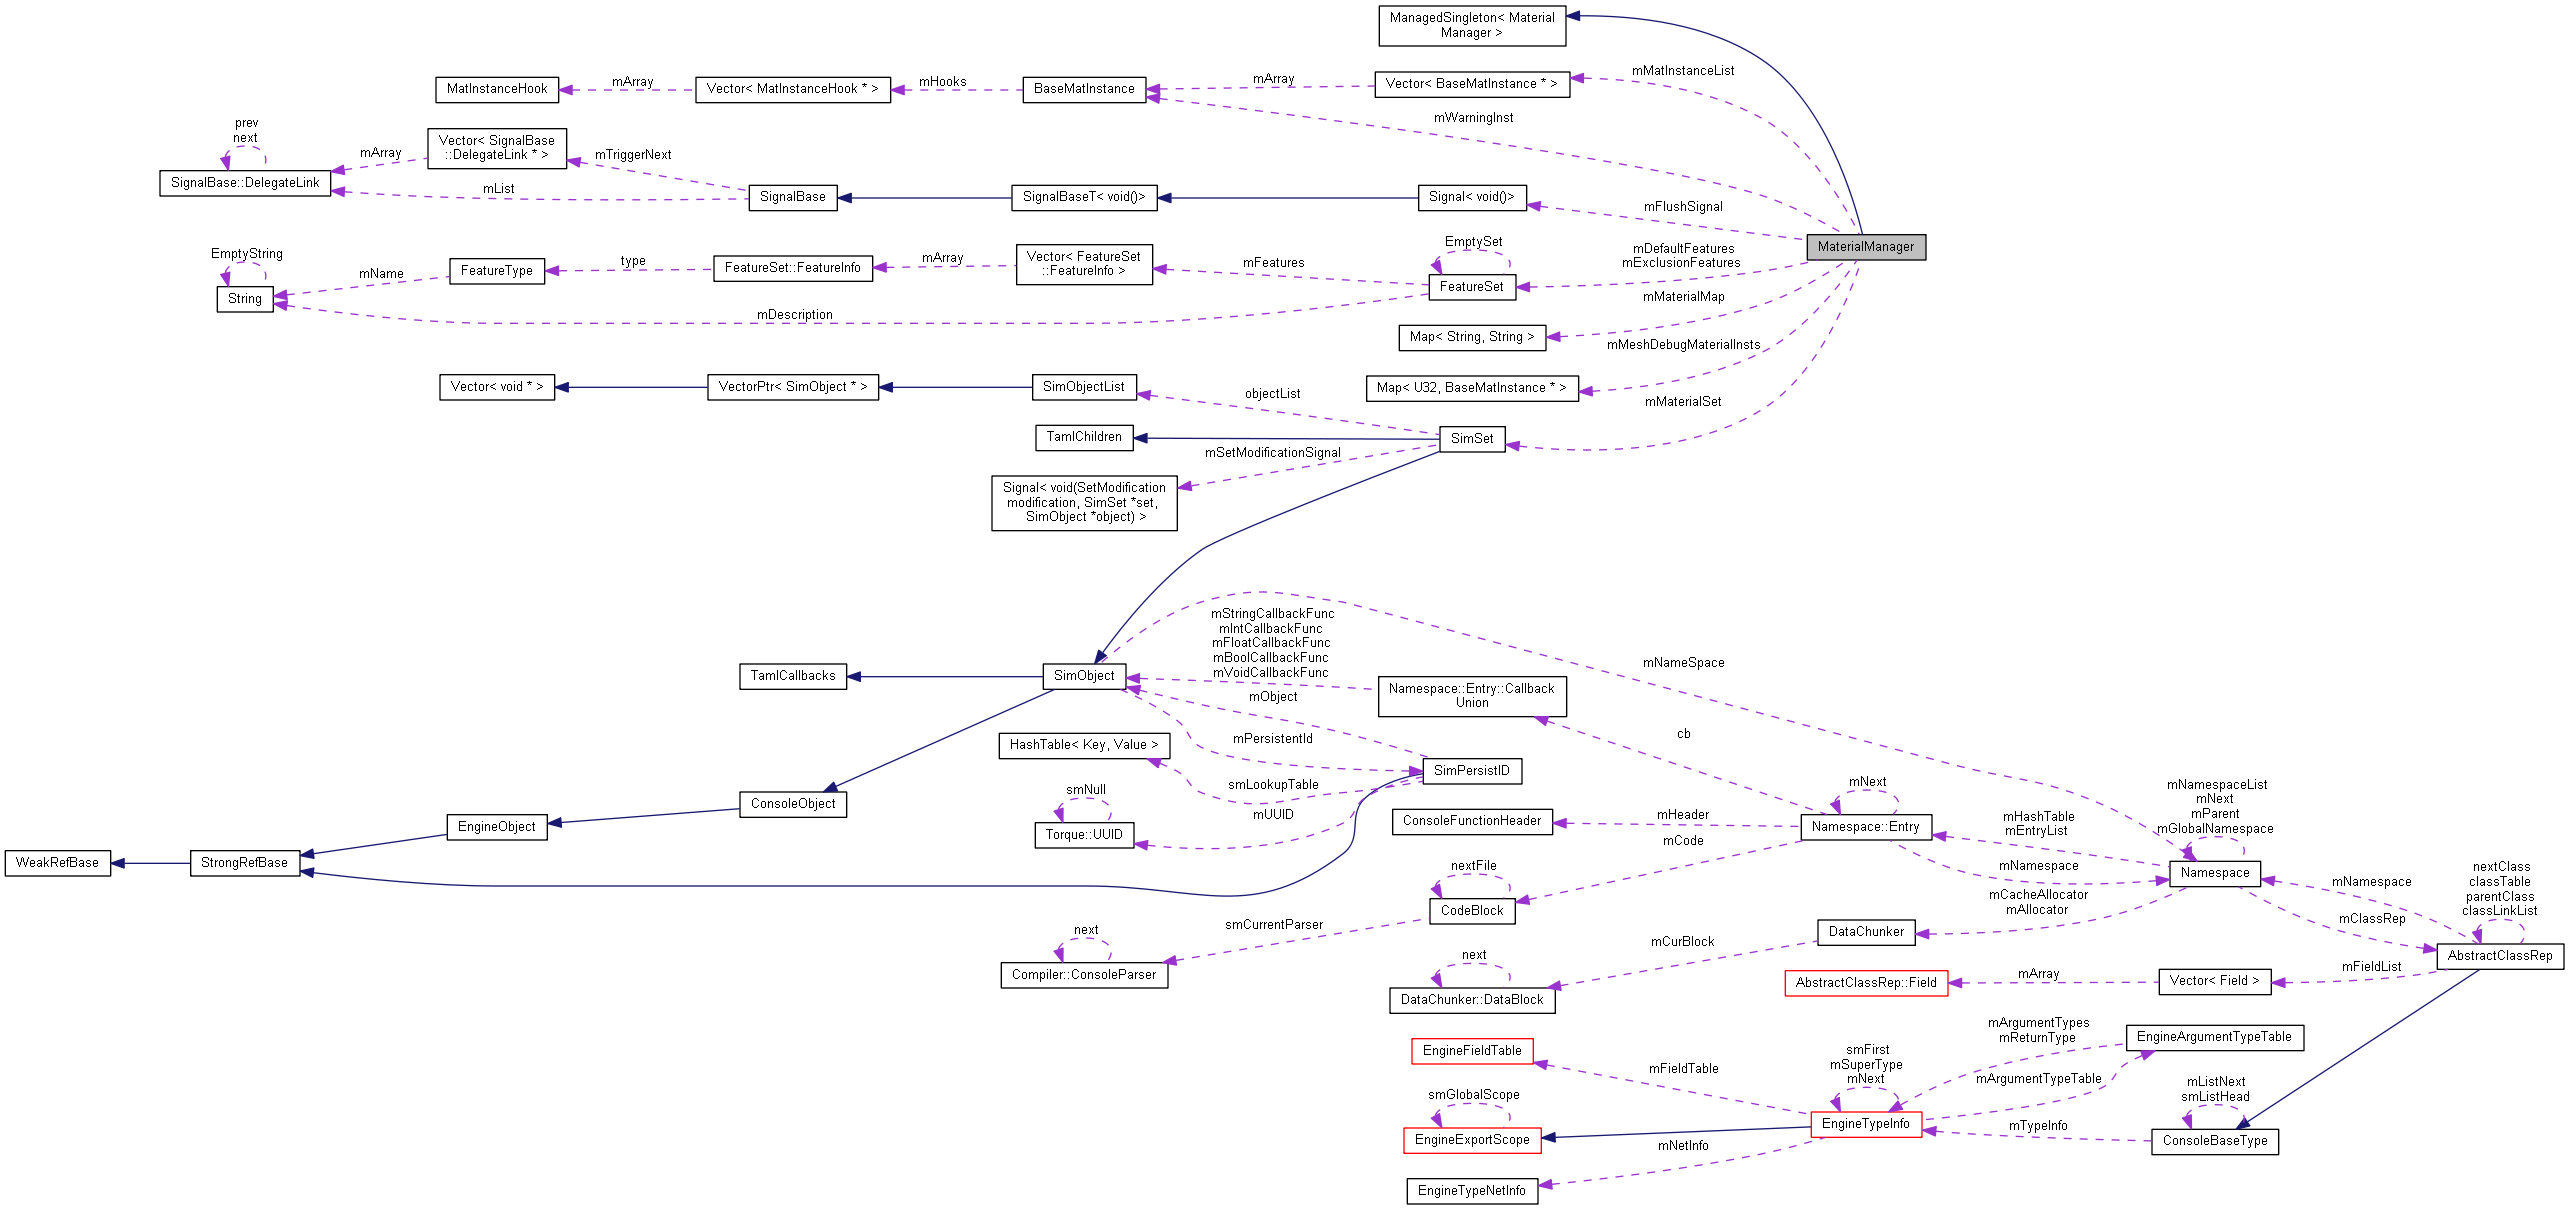 ManagedSingleton< Material
Manager >
mMatInstanceList
MatInstanceHook
mArray
Vector< MatInstanceHook * >
mHooks
BaseMatInstance
mArray
Vector< BaseMatInstance * >
mWarningInst
prev
next
SignalBase::DelegateLink
mArray
Vector< SignalBase
::DelegateLink * >
mTriggerNext
mList
SignalBase
SignalBaseT< void()>
Signal< void()>
mFlushSignal
MaterialManager
EmptyString
String
mName
FeatureType
type
FeatureSet::FeatureInfo
mArray
Vector< FeatureSet
::FeatureInfo >
mFeatures
EmptySet
FeatureSet
mDefaultFeatures
mExclusionFeatures
mDescription
mMaterialMap
Map< String, String >
mMeshDebugMaterialInsts
Map< U32, BaseMatInstance * >
mMaterialSet
Vector< void * >
VectorPtr< SimObject * >
SimObjectList
objectList
TamlChildren
SimSet
mSetModificationSignal
Signal< void(SetModification
modification, SimSet *set,
SimObject *object) >
mStringCallbackFunc
mIntCallbackFunc
mFloatCallbackFunc
mBoolCallbackFunc
mVoidCallbackFunc
mNameSpace
TamlCallbacks
SimObject
Namespace::Entry::Callback
Union
mObject
mPersistentId
cb
HashTable< Key, Value >
SimPersistID
smLookupTable
mUUID
smNull
Torque::UUID
ConsoleObject
EngineObject
StrongRefBase
WeakRefBase
mNext
Namespace::Entry
mHeader
ConsoleFunctionHeader
mCode
nextFile
CodeBlock
smCurrentParser
next
Compiler::ConsoleParser
mHashTable
mEntryList
mNamespace
mNamespaceList
mNext
mParent
mGlobalNamespace
Namespace
mCacheAllocator
mAllocator
DataChunker
mCurBlock
next
DataChunker::DataBlock
mNamespace
mClassRep
nextClass
classTable
parentClass
classLinkList
AbstractClassRep
mFieldList
Vector< Field >
mArray
AbstractClassRep::Field
EngineFieldTable
mFieldTable
smFirst
mSuperType
mNext
EngineTypeInfo
mArgumentTypes
mReturnType
EngineArgumentTypeTable
mArgumentTypeTable
smGlobalScope
EngineExportScope
mNetInfo
EngineTypeNetInfo
mTypeInfo
mListNext
smListHead
ConsoleBaseType